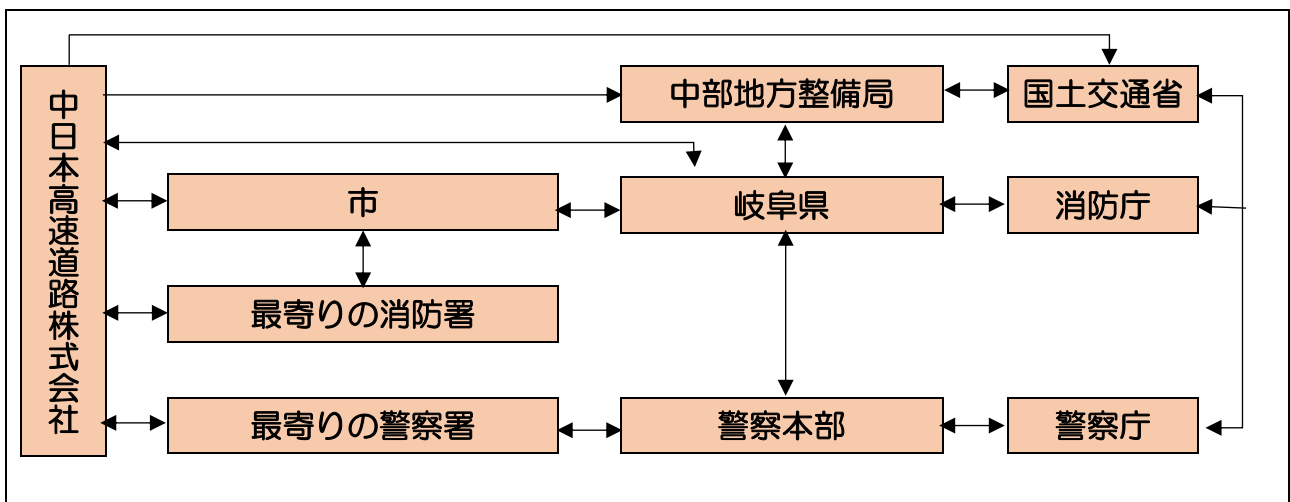 中日本高速道路株式会社
中部地方整備局
国土交通省
市
岐阜県
消防庁
最寄りの消防署
最寄りの警察署
警察本部
警察庁